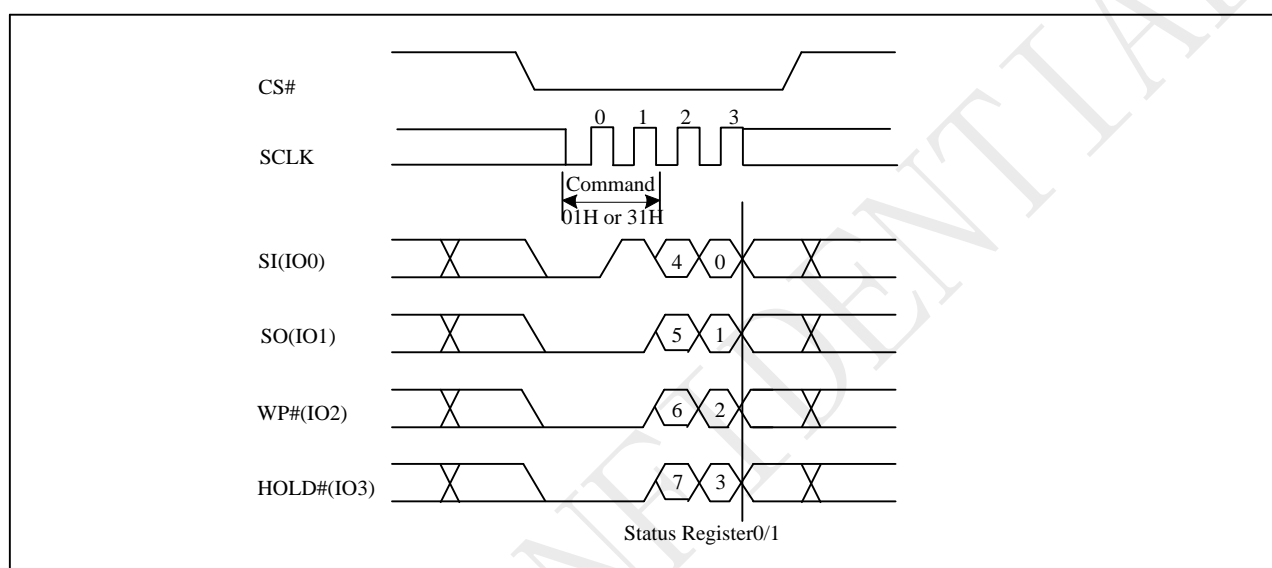 CS#
0 1 2 3
SCLK
Command
01H or 31H
SI(IO0) 4 0
SO(IO1) 5 1
WP#(IO2) 6 2
HOLD#(IO3) 7 3
Status Register0/1
NFIDENTIA